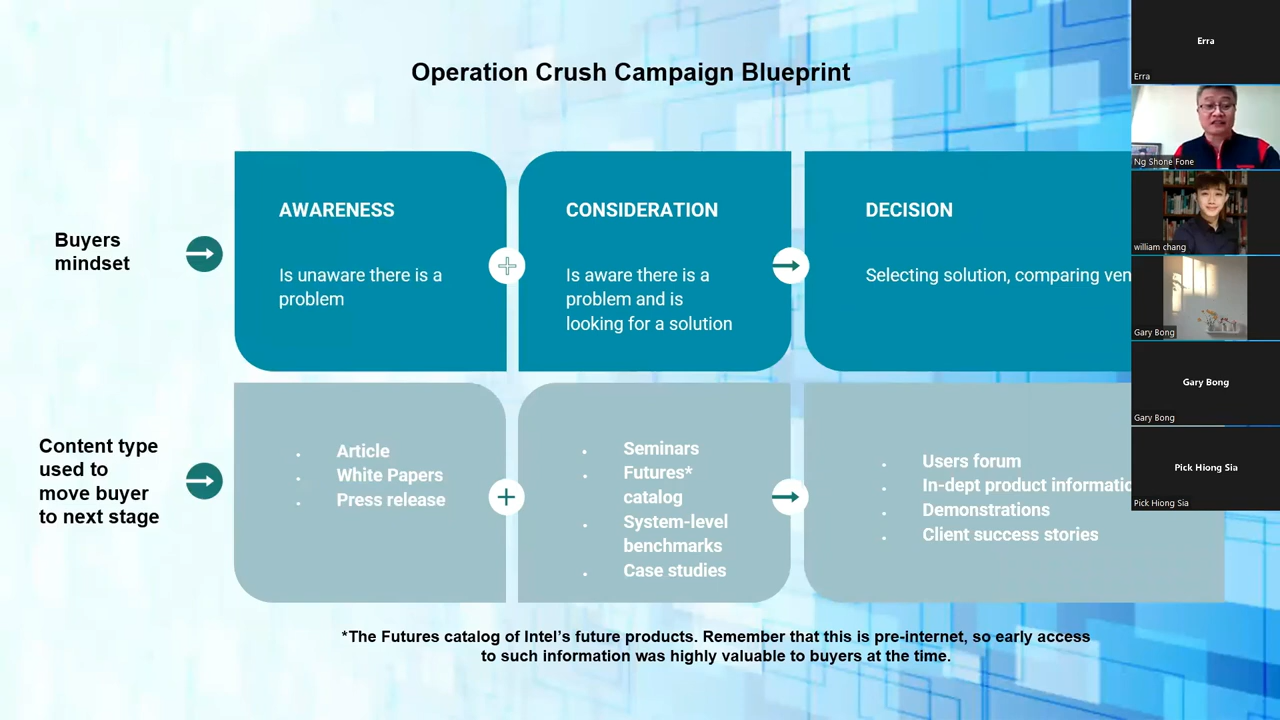 Operation Crush Campaign Blueprint
Buyers
mindset
AWARENESS
Is unaware there is a
problem
CONSIDERATION
Is aware there is a
problem and is
looking for a solution
DECISION
Selecting solution, comparing ven
Content type
used to
move buyer
to next stage
Article
White Papers
Press release
Seminars
Futures*
catalog
System-level
benchmarks
Case studies
Users forum
In-dept product informatio
Demonstrations
Client success stories
*The Futures catalog of Intel's future products. Remember that this is pre-internet, so early access
to such information was highly valuable to buyers at the time.
Erra
Erra
Ng Shone Fone
william chang
Gary Bong
Gary Bong
Gary Bong
Pick Hiong Sia
Pick Hiong Sia